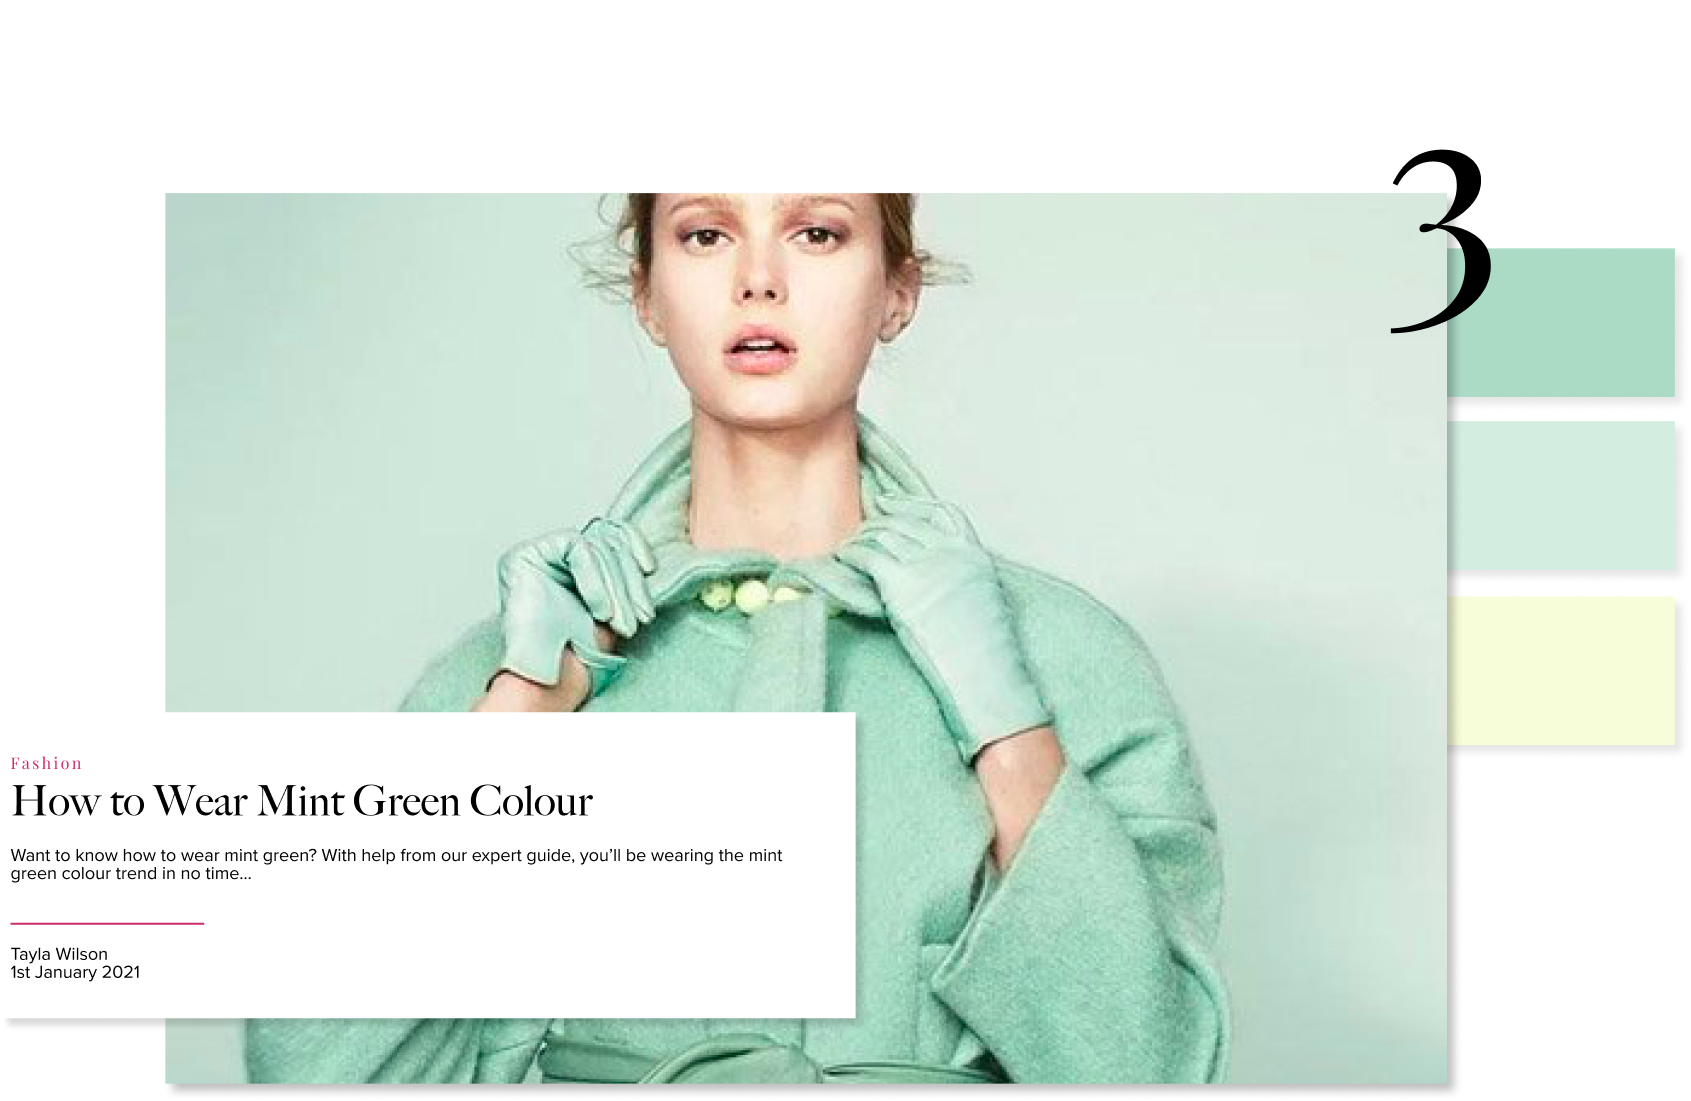 3
Fashion
How to Wear Mint Green Colour
Want to know how to wear mint green? With help from our expert guide, you’ll be wearing the mint
green colour trend in no time...
Tayla Wilson
1st January 2021